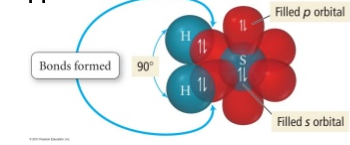 Filled p orbital
H
S
Bonds formed
90°
H
Filled s orbital